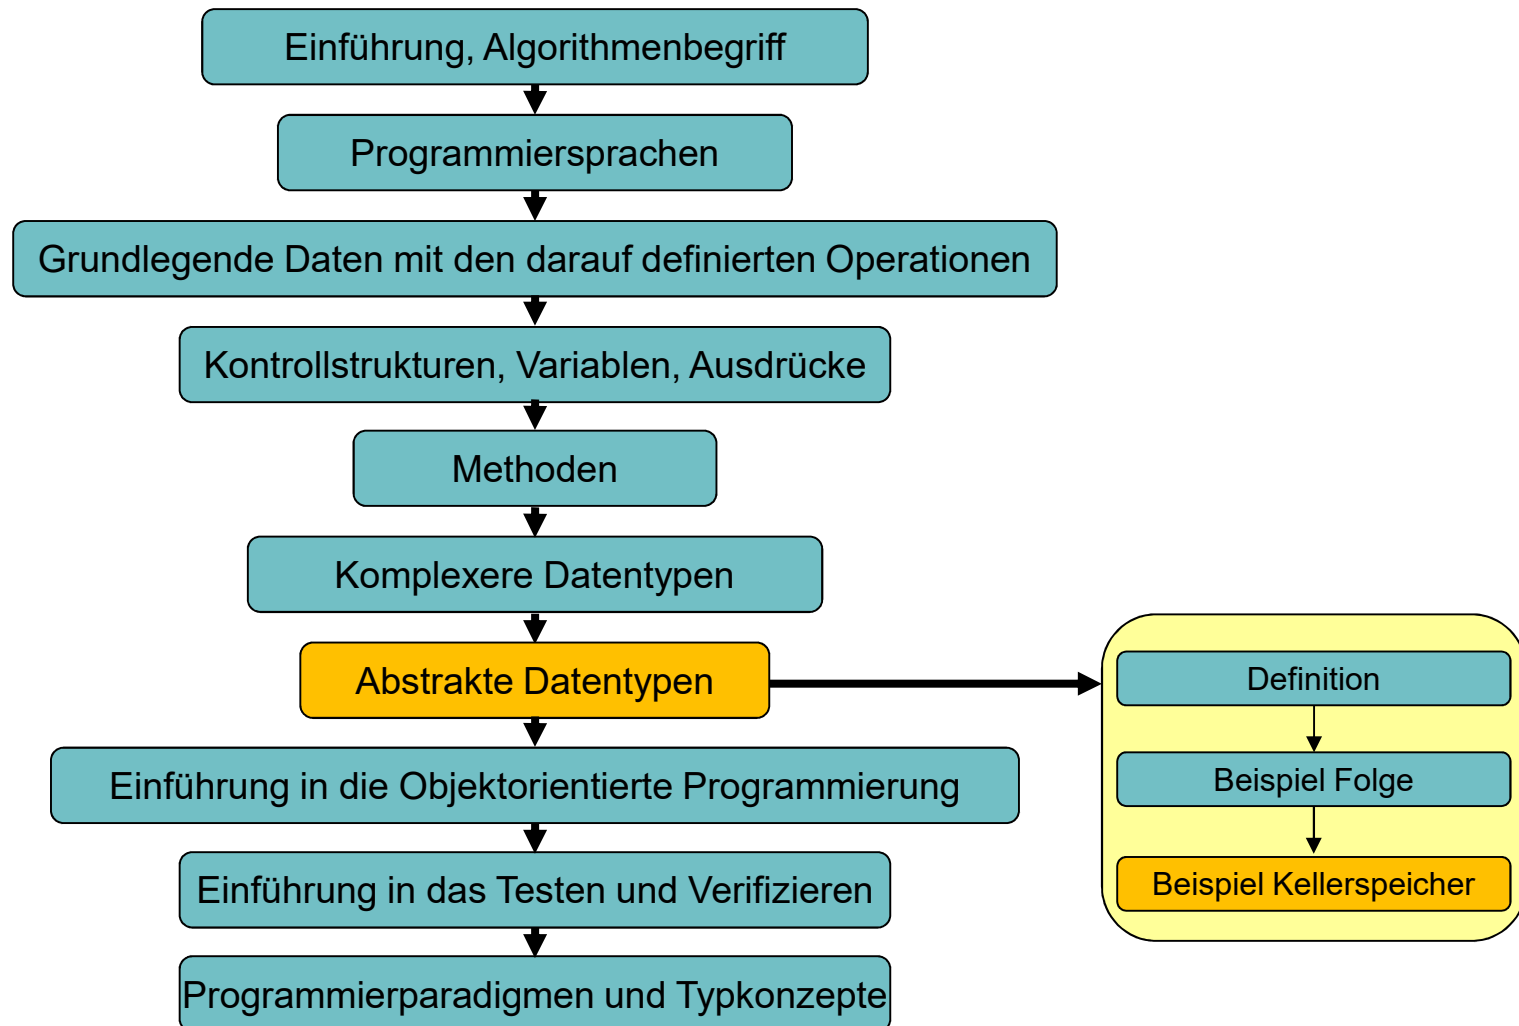 Einführung, Algorithmenbegriff
Programmiersprachen
Grundlegende Daten mit den darauf definierten Operationen
Kontrollstrukturen, Variablen, Ausdrücke
Methoden
Komplexere Datentypen
Abstrakte Datentypen
Einführung in die Objektorientierte Programmierung
Einführung in das Testen und Verifizieren
Programmierparadigmen und Typkonzepte
Definition
Beispiel Folge
Beispiel Kellerspeicher